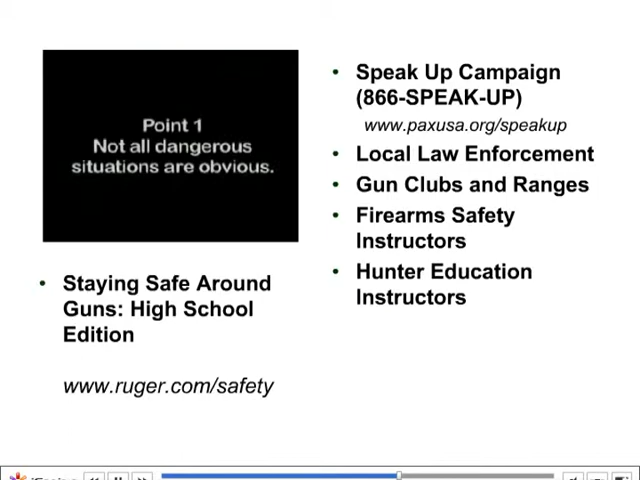 Point 1
Not all dangerous
situations are obvious.
• Staying Safe Around
Guns: High School
Edition
www.ruger.com/safety
• Speak Up Campaign
(866-SPEAK-UP)
www.paxusa.org/speakup
• Local Law Enforcement
• Gun Clubs and Ranges
• Firearms Safety
Instructors
• Hunter Education
Instructors